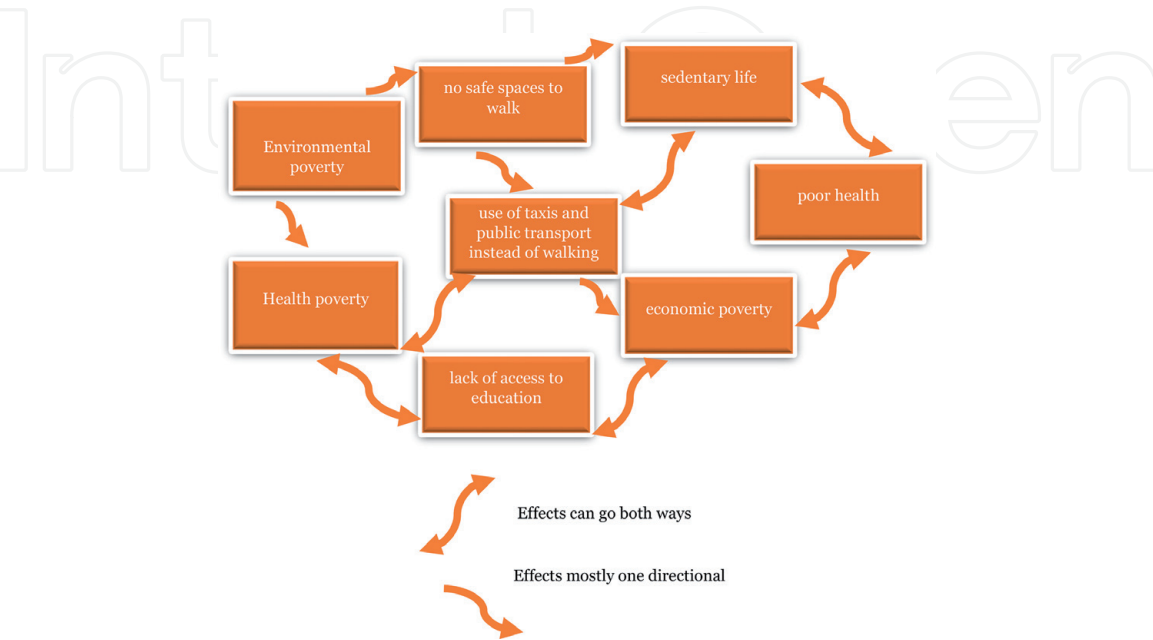 no safe spaces to
walk
sedentary life
Environmental
poverty
poor health
use of taxis and
public transport
instead of walking
Health poverty
economic poverty
lack of access to
education
Effects can go both ways
Effects mostly one directional